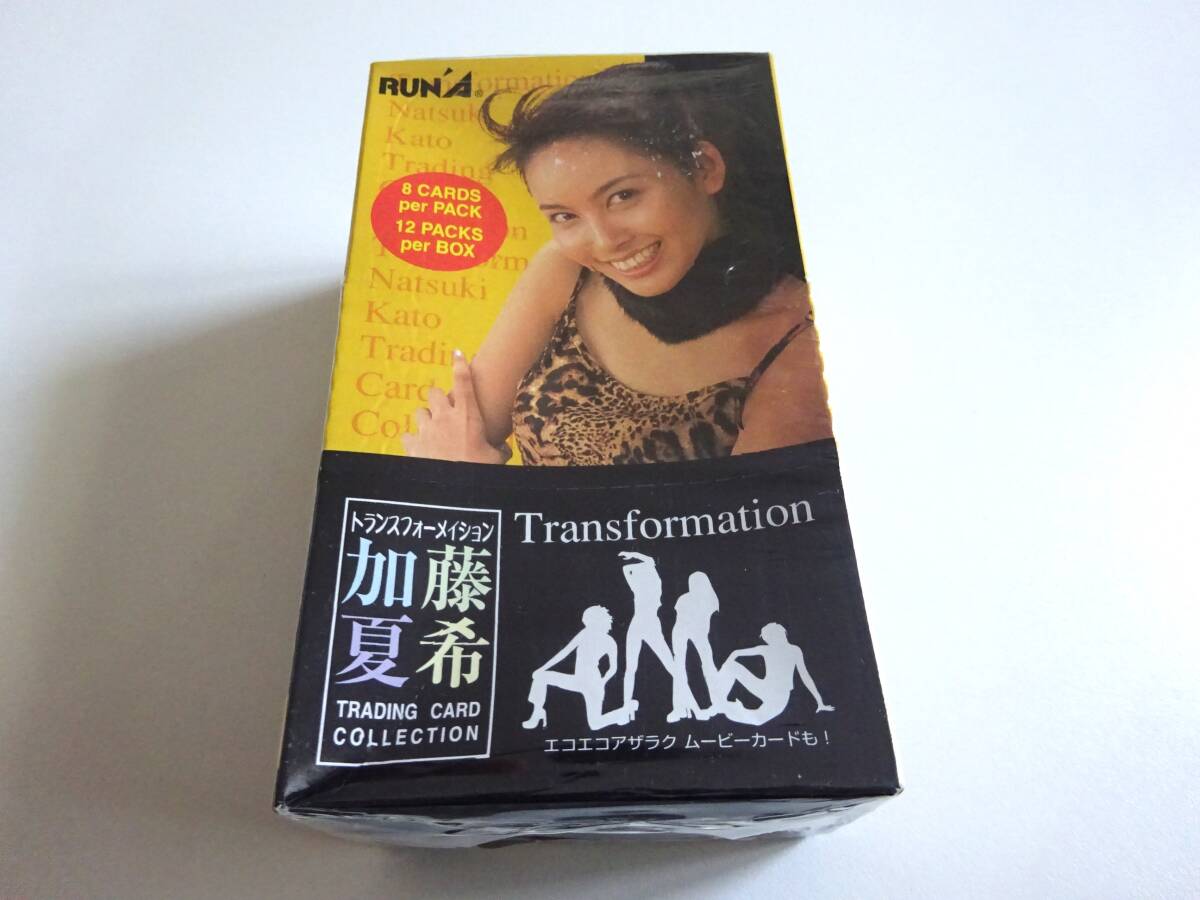 RUN'A®
Transformation
Natsuki
Kato
Trading
8 CARDS
per PACK
12 PACKS
per BOX
Natsuki
Kato
Trading
Card
トランスフォーメイション
加藤
夏希
TRADING CARD
COLLECTION
Transformation
エコエコアザラク ムービーカードも!